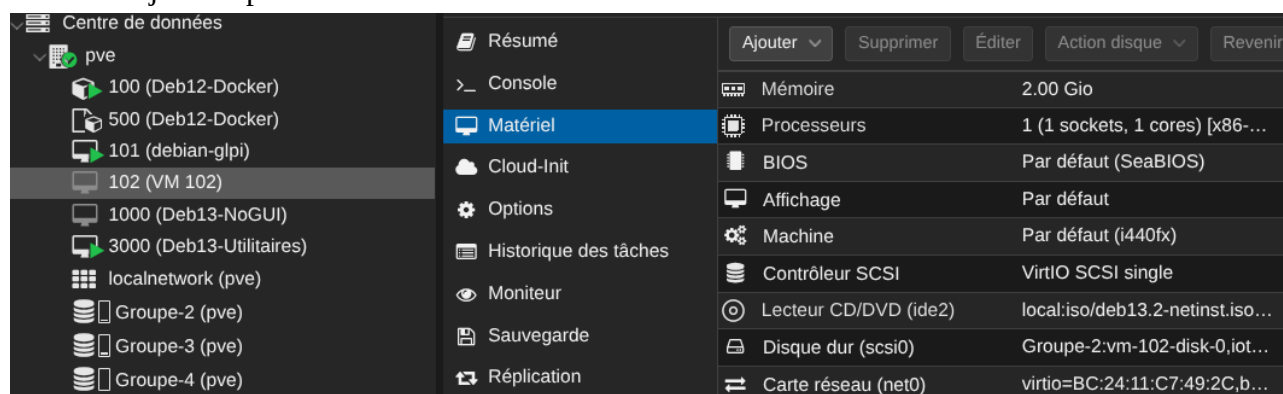 Centre de données
pve
100 (Deb12-Docker)
500 (Deb12-Docker)
101 (debian-glpi)
102 (VM 102)
1000 (Deb13-NoGUI)
3000 (Deb13-Utilitaires)
localnetwork (pve)
Groupe-2 (pve)
Groupe-3 (pve)
Groupe-4 (pve)
Résumé
Console
Matériel
Cloud-Init
Options
Historique des tâches
Moniteur
Sauvegarde
Réplication
Ajouter Supprimer Éditer Action disque Revenir
Mémoire 2.00 Gio
Processeurs 1 (1 sockets, 1 cores) [x86-...
BIOS Par défaut (SeaBIOS)
Affichage Par défaut
Machine Par défaut (i440fx)
Contrôleur SCSI VirtIO SCSI single
Lecteur CD/DVD (ide2) local:iso/deb13.2-netinst.iso...
Disque dur (scsi0) Groupe-2:vm-102-disk-0,iot...
Carte réseau (net0) virtio=BC:24:11:C7:49:2C,b...